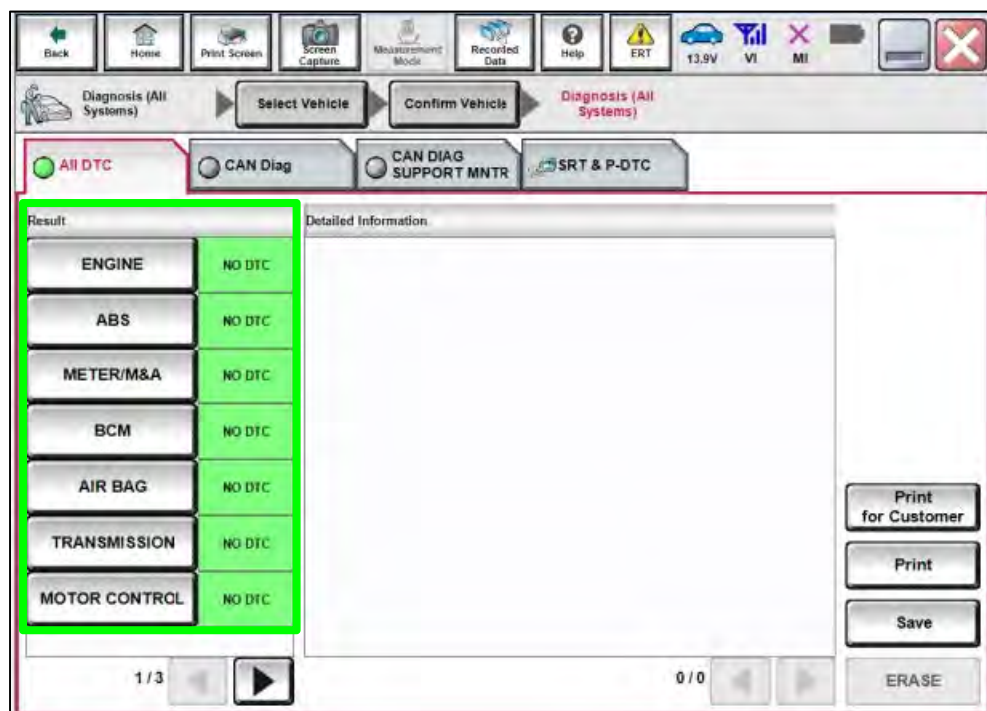 Back
Home
Print Screen
Screen
Capture
Measurement
Mode
Recorded
Data
Help
ERT
13.9V
VI
MI
Diagnosis (All
Systems)
Select Vehicle
Confirm Vehicle
Diagnosis (All
Systems)
All DTC
CAN Diag
CAN DIAG
SUPPORT MNTR
SRT & P-DTC
Result
Detailed Information
ENGINE NO DTC
ABS NO DTC
METER/M&A NO DTC
BCM NO DTC
AIR BAG NO DTC
TRANSMISSION NO DTC
MOTOR CONTROL NO DTC
Print
for Customer
Print
Save
1/3
0/0
ERASE